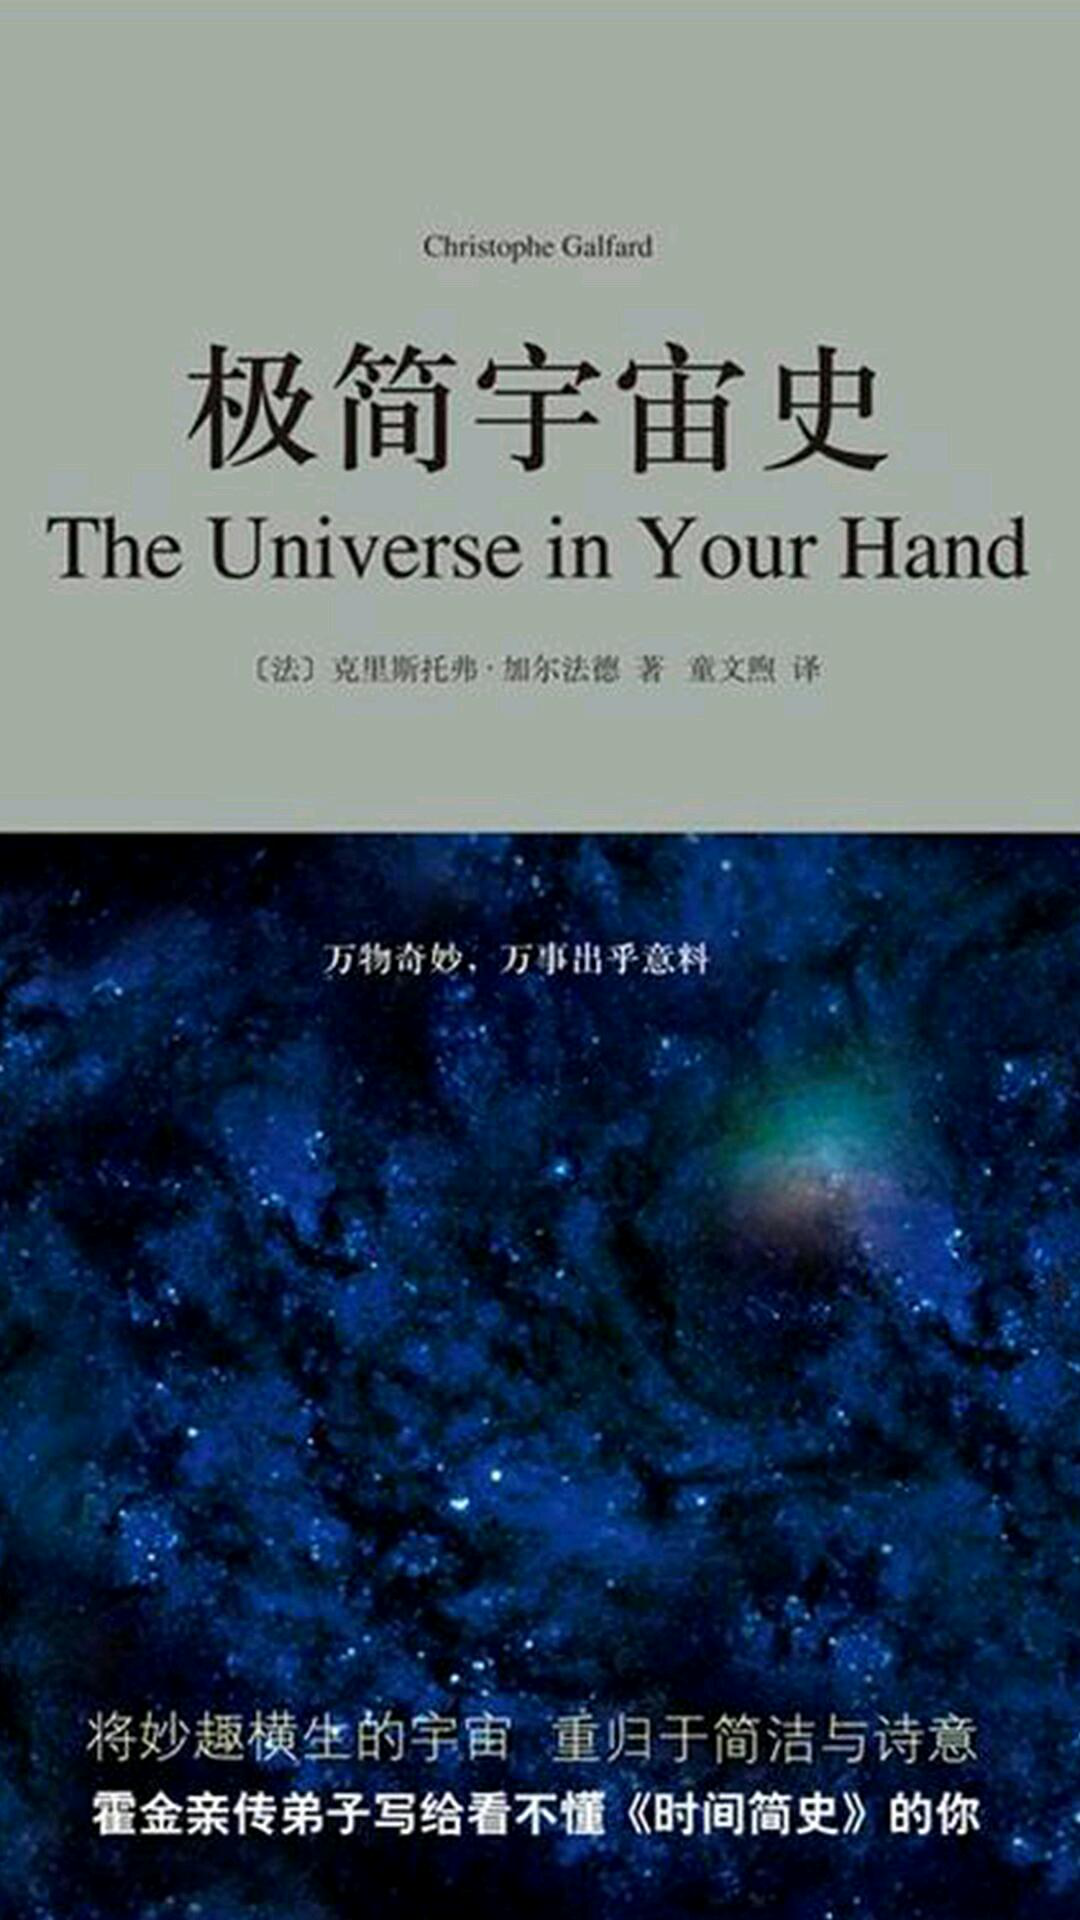 Christophe Galfard
极简宇宙史
The Universe in Your Hand
〔法〕克里斯托弗·加尔法德 著 童文煦 译
万物奇妙，万事出乎意料
将妙趣横生的宇宙 重归于简洁与诗意
霍金亲传弟子写给看不懂《时间简史》的你